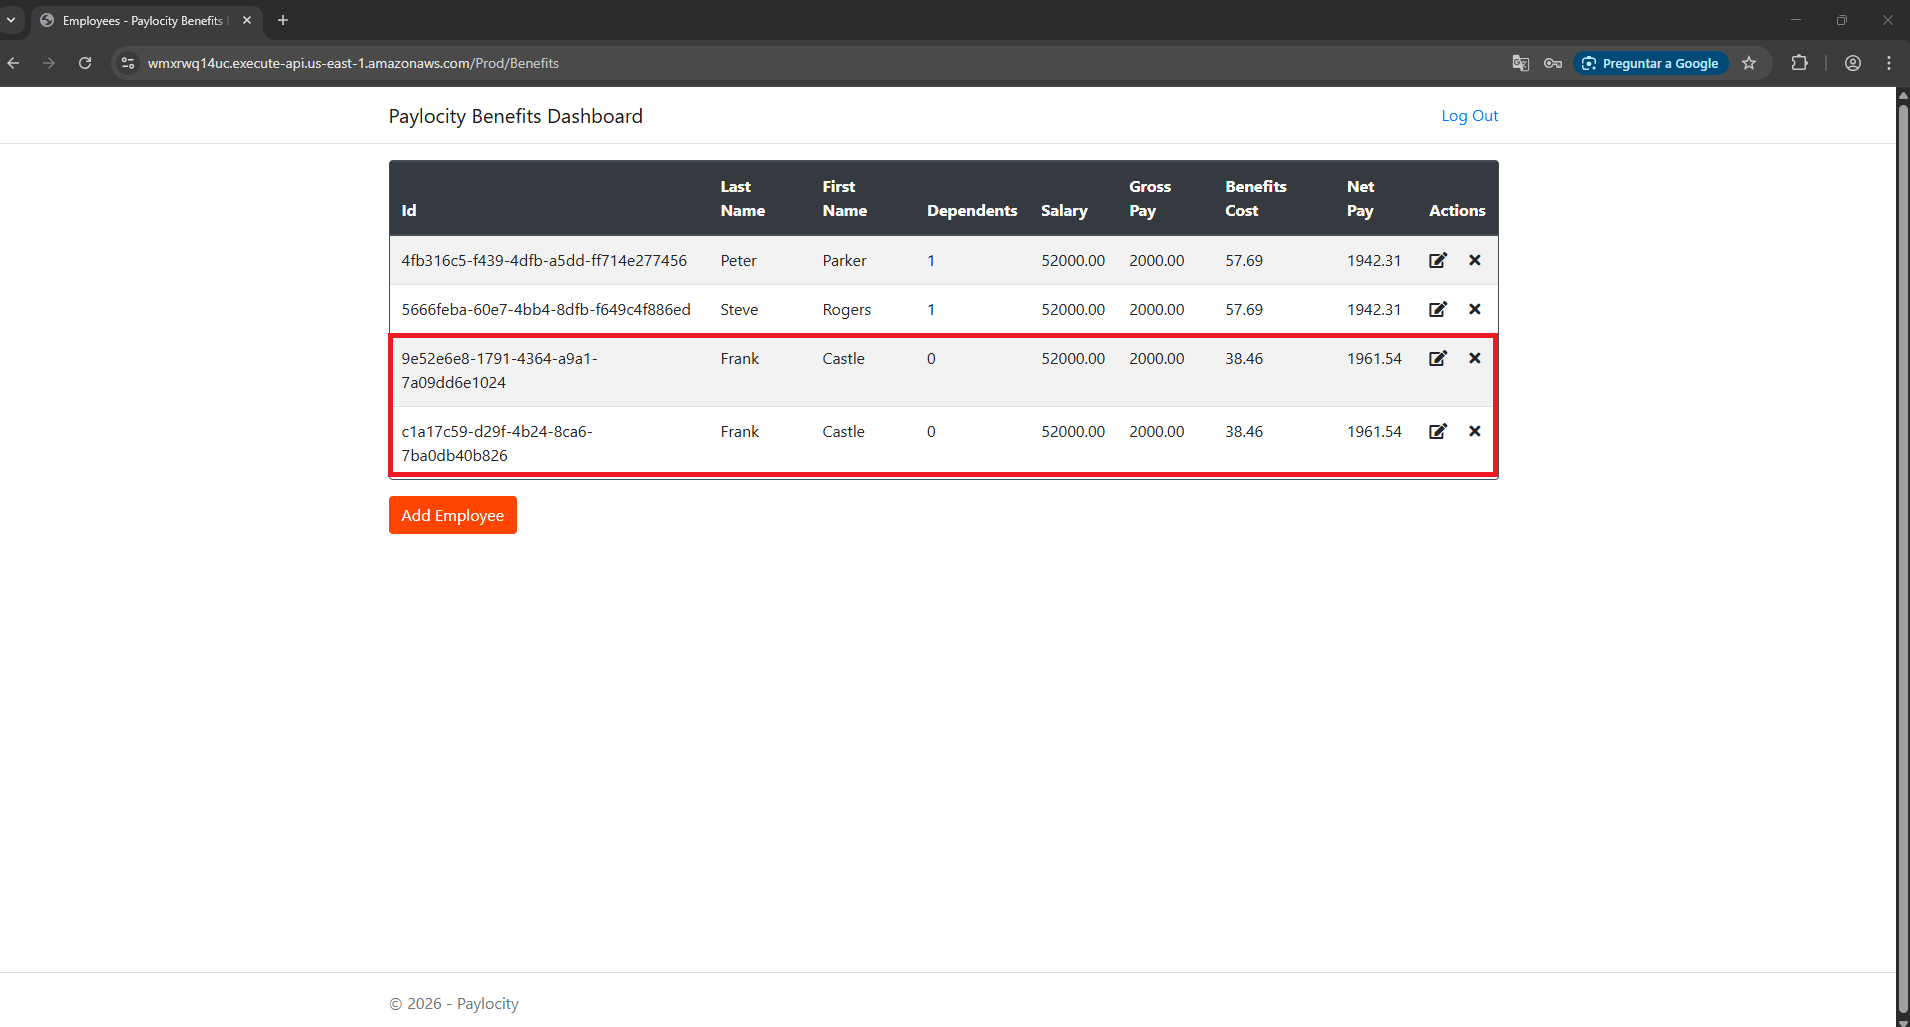 Employees - Paylocity Benefits
wmxrwq14uc.execute-api.us-east-1.amazonaws.com/Prod/Benefits
Preguntar a Google
Paylocity Benefits Dashboard
Log Out
Id Last Name First Name Dependents Salary Gross Pay Benefits Cost Net Pay Actions
4fb316c5-f439-4dfb-a5dd-ff714e277456 Peter Parker 1 52000.00 2000.00 57.69 1942.31
5666feba-60e7-4bb4-8dfb-f649c4f886ed Steve Rogers 1 52000.00 2000.00 57.69 1942.31
9e52e6e8-1791-4364-a9a1- Frank Castle 0 52000.00 2000.00 38.46 1961.54
7a09dd6e1024
c1a17c59-d29f-4b24-8ca6- Frank Castle 0 52000.00 2000.00 38.46 1961.54
7ba0db40b826
Add Employee
© 2026 - Paylocity